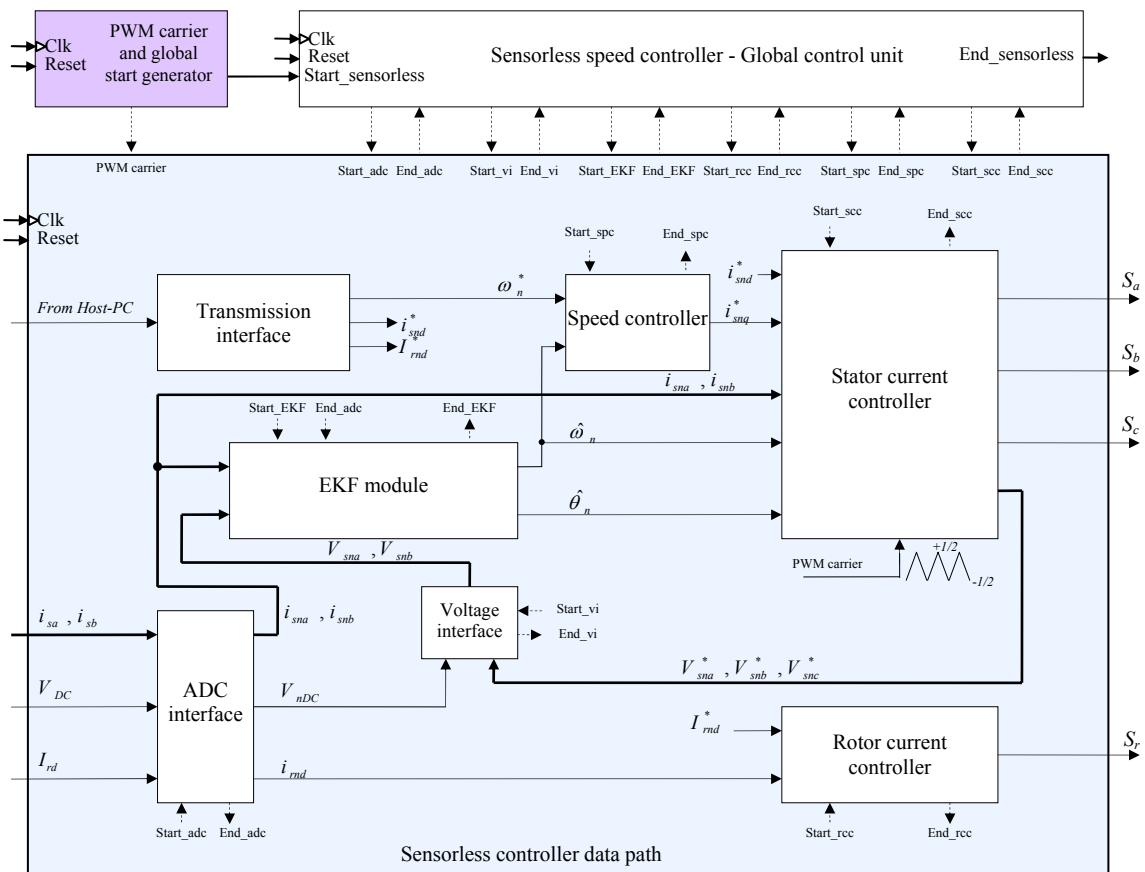 Clk
Reset
PWM carrier
and global
start generator
Clk
Reset
Start_sensorless
Sensorless speed controller - Global control unit
End_sensorless
PWM carrier
Start_adc End_adc Start_vi End_vi Start_EKF End_EKF Start_rcc End_rcc Start_spc End_spc Start_scc End_scc
Clk
Reset
From Host-PC
Transmission
interface
ω*n
i*snd
I*rnd
Start_spc
End_spc
Speed controller
Start_scc
End_scc
i*snd
i*snq
Stator current
controller
Sa
Sb
Sc
isna , isnb
Start_EKF
End_adc
End_EKF
EKF module
ω̂n
θ̂n
Vsna , Vsnb
PWM carrier
+1/2
-1/2
isa , isb
isna , isnb
Voltage
interface
Start_vi
End_vi
VDC
ADC
interface
VnDC
V*sna , V*snb , V*snc
Ird
irnd
I*rnd
Rotor current
controller
Sr
Start_adc
End_adc
Start_rcc
End_rcc
Sensorless controller data path